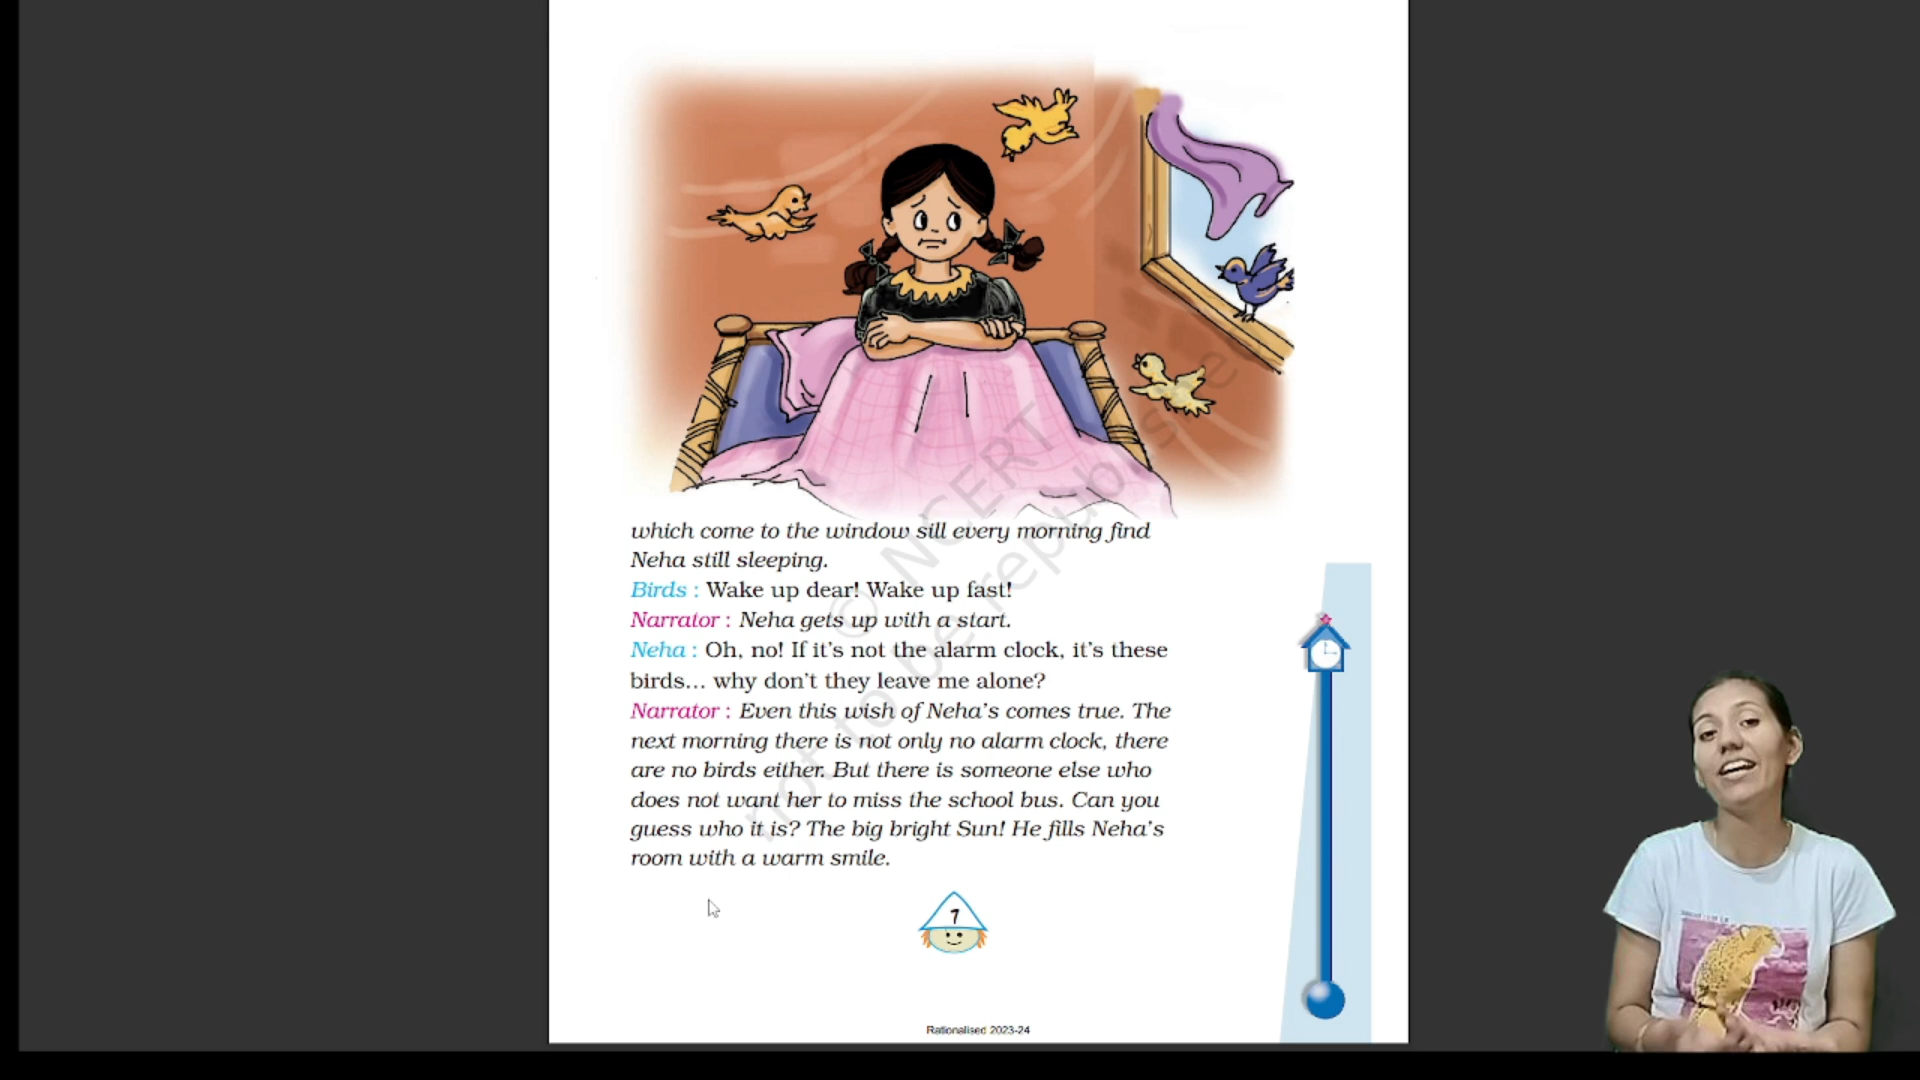 which come to the window sill every morning find
Neha still sleeping.
Birds : Wake up dear! Wake up fast!
Narrator : Neha gets up with a start.
Neha : Oh, no! If it's not the alarm clock, it's these
birds... why don't they leave me alone?
Narrator : Even this wish of Neha's comes true. The
next morning there is not only no alarm clock, there
are no birds either. But there is someone else who
does not want her to miss the school bus. Can you
guess who it is? The big bright Sun! He fills Neha's
room with a warm smile.
7
Rationalised 2023-24
© NCERT
not to be republished